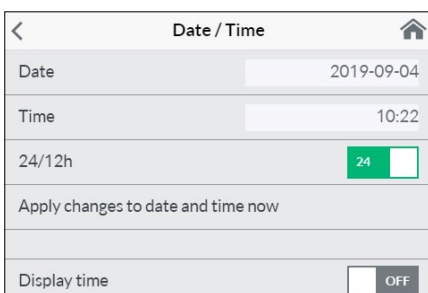 Date / Time
Date 2019-09-04
Time 10:22
24/12h 24
Apply changes to date and time now
Display time OFF